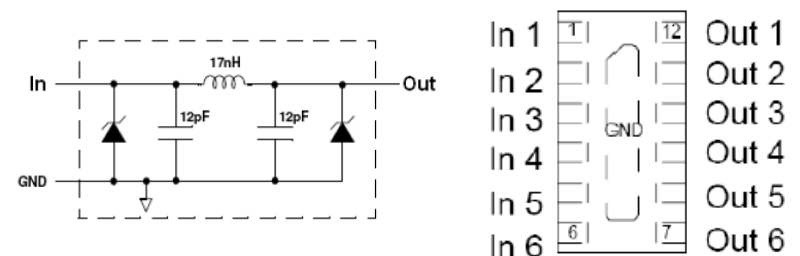 17nH
In
Out
12pF
12pF
GND
In 1
1
12
Out 1
In 2
Out 2
In 3
GND
Out 3
In 4
Out 4
In 5
Out 5
In 6
6
7
Out 6